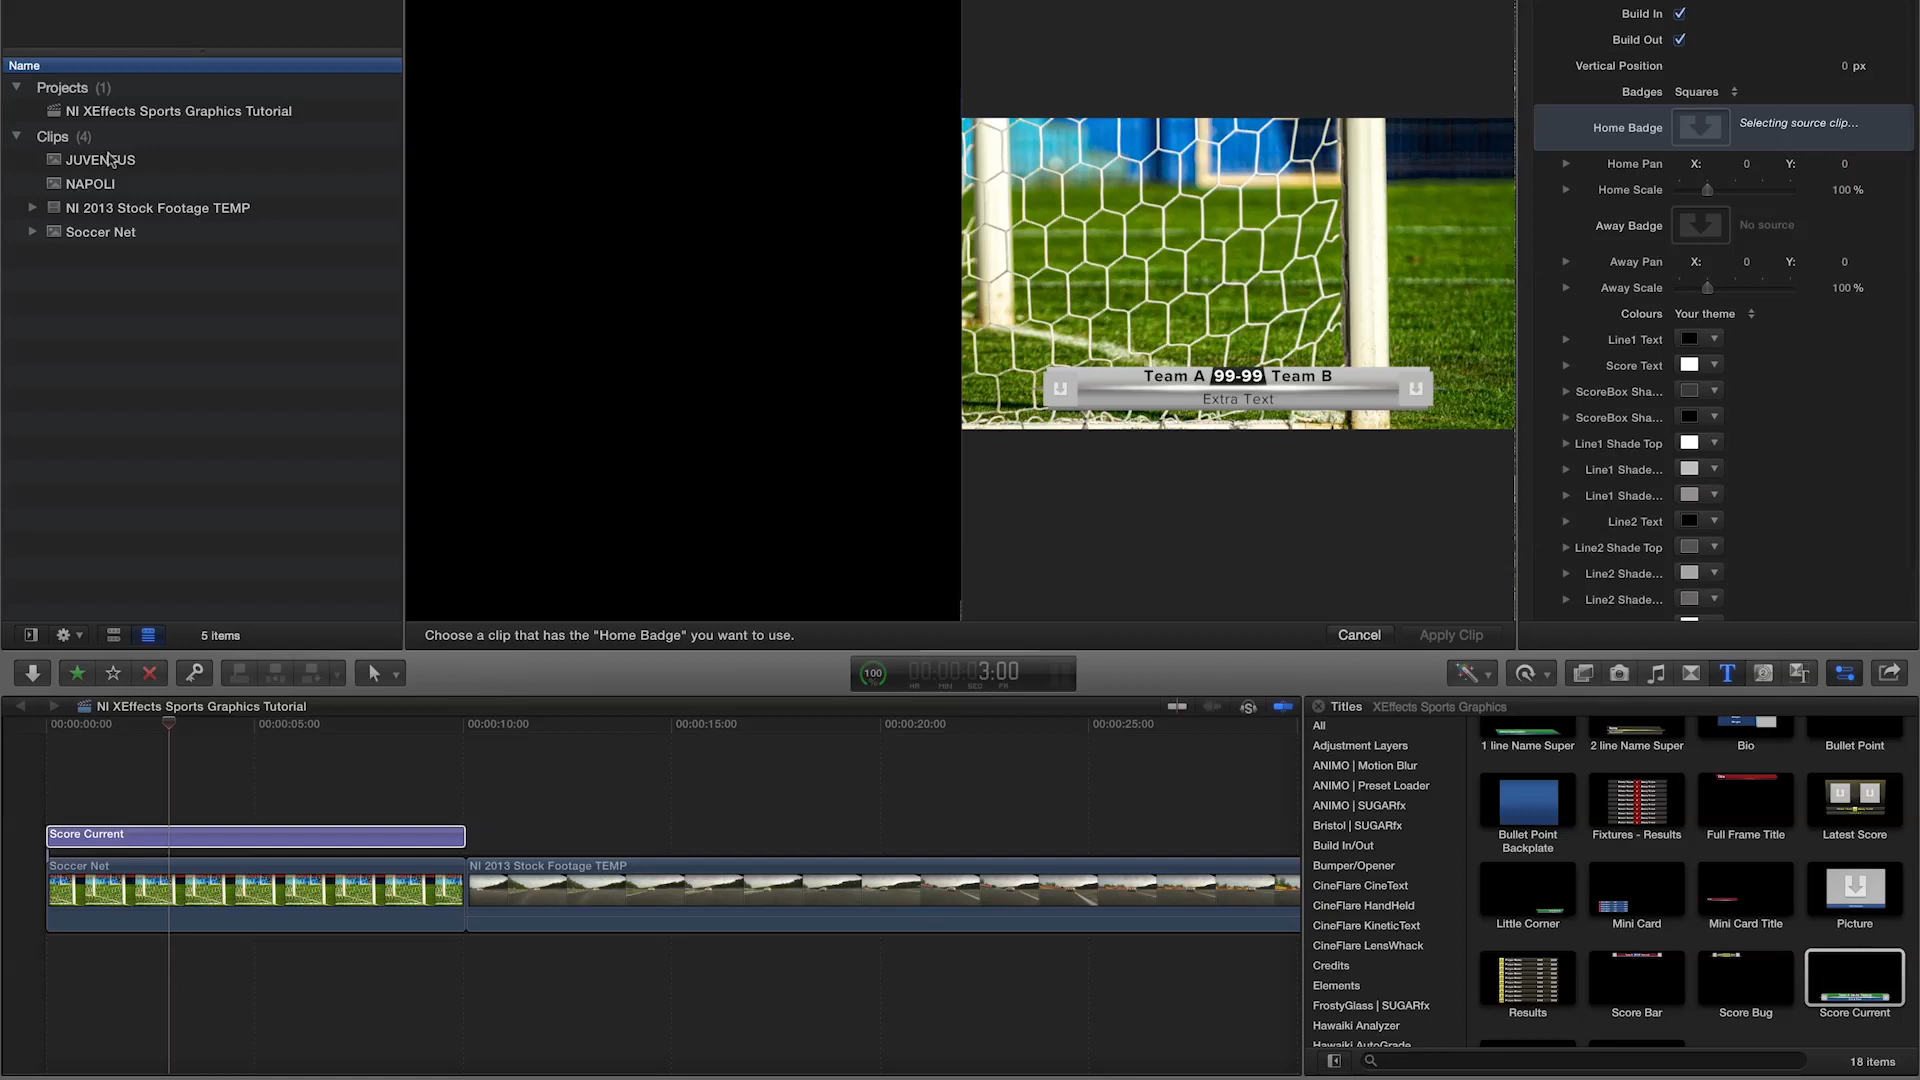 Name
Projects (1)
NI XEffects Sports Graphics Tutorial
Clips (4)
JUVENTUS
NAPOLI
NI 2013 Stock Footage TEMP
Soccer Net
5 items
Team A 99-99 Team B
Extra Text
Choose a clip that has the "Home Badge" you want to use.
Cancel
Apply Clip
Build In
Build Out
Vertical Position 0 px
Badges Squares
Home Badge Selecting source clip...
Home Pan X: 0 Y: 0
Home Scale 100 %
Away Badge No source
Away Pan X: 0 Y: 0
Away Scale 100 %
Colours Your theme
Line1 Text
Score Text
ScoreBox Sha...
ScoreBox Sha...
Line1 Shade Top
Line1 Shade...
Line1 Shade...
Line2 Text
Line2 Shade Top
Line2 Shade...
Line2 Shade...
100 %
00:00:03:00
HR MIN SEC FR
NI XEffects Sports Graphics Tutorial
00:00:00:00
00:00:05:00
00:00:10:00
00:00:15:00
00:00:20:00
00:00:25:00
Score Current
Soccer Net
NI 2013 Stock Footage TEMP
Titles XEffects Sports Graphics
All
Adjustment Layers
ANIMO | Motion Blur
ANIMO | Preset Loader
ANIMO | SUGARfx
Bristol | SUGARfx
Build In/Out
Bumper/Opener
CineFlare CineText
CineFlare HandHeld
CineFlare KineticText
CineFlare LensWhack
Credits
Elements
FrostyGlass | SUGARfx
Hawaiki Analyzer
Hawaiki AutoGrade
1 line Name Super
2 line Name Super
Bio
Bullet Point
Bullet Point Backplate
Fixtures - Results
Full Frame Title
Latest Score
Little Corner
Mini Card
Mini Card Title
Picture
Results
Score Bar
Score Bug
Score Current
18 items